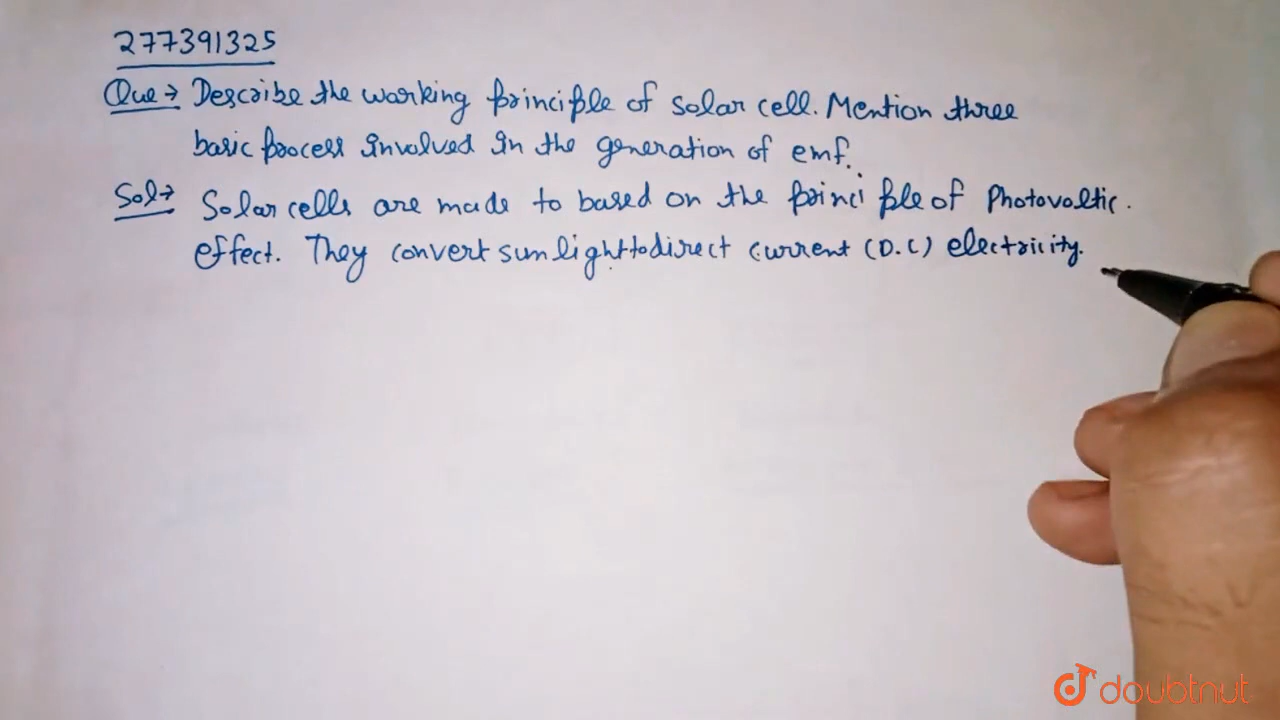 277391325
Que → Describe the working principle of solar cell. Mention three
basic process involved in the generation of emf.
Sol → Solar cells are made to based on the principle of Photovoltic
effect. They convert sunlight to direct current (D.C) electricity.
doubtnut